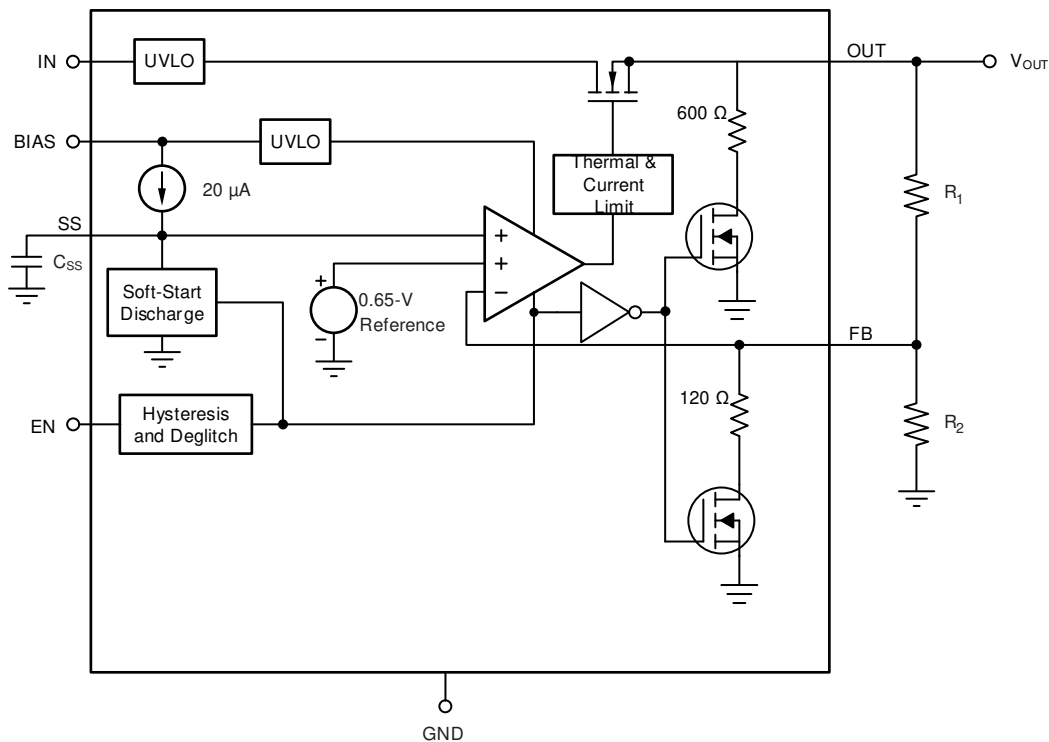 IN
UVLO
OUT
VOUT
600 Ω
BIAS
UVLO
Thermal &
Current
Limit
20 µA
R1
SS
+
CSS
+
+
−
0.65-V
Reference
−
Soft-Start
Discharge
FB
120 Ω
EN
Hysteresis
and Deglitch
R2
GND